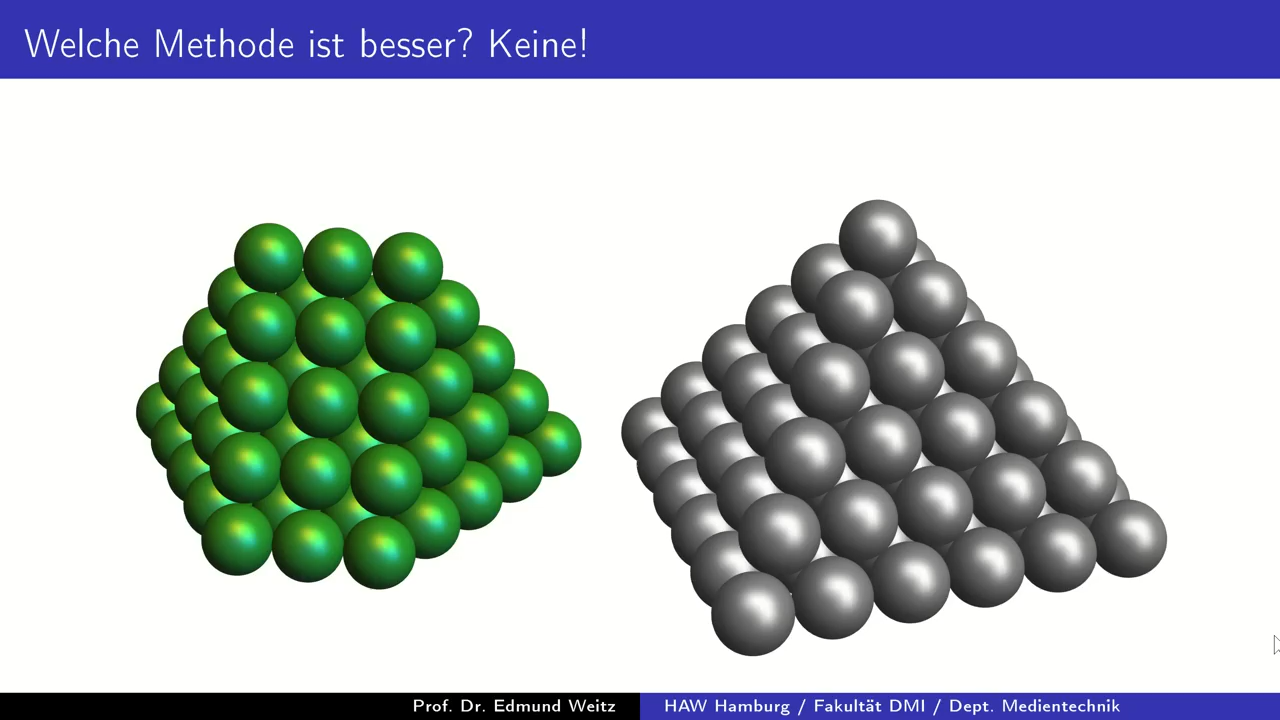 Welche Methode ist besser? Keine!
Prof. Dr. Edmund Weitz
HAW Hamburg / Fakultät DMI / Dept. Medientechnik